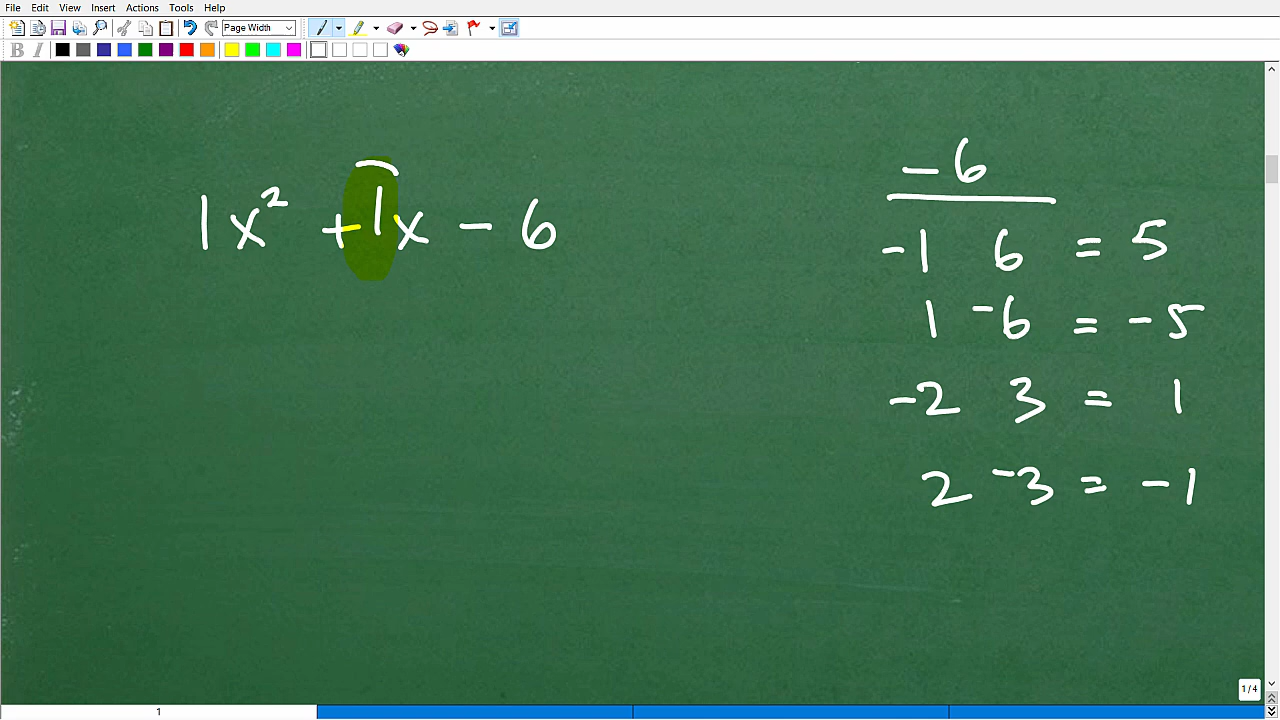 File Edit View Insert Actions Tools Help
Page Width
B I
1x² + 1x - 6
-6
-1 6 = 5
1 -6 = -5
-2 3 = 1
2 -3 = -1
1/4
1